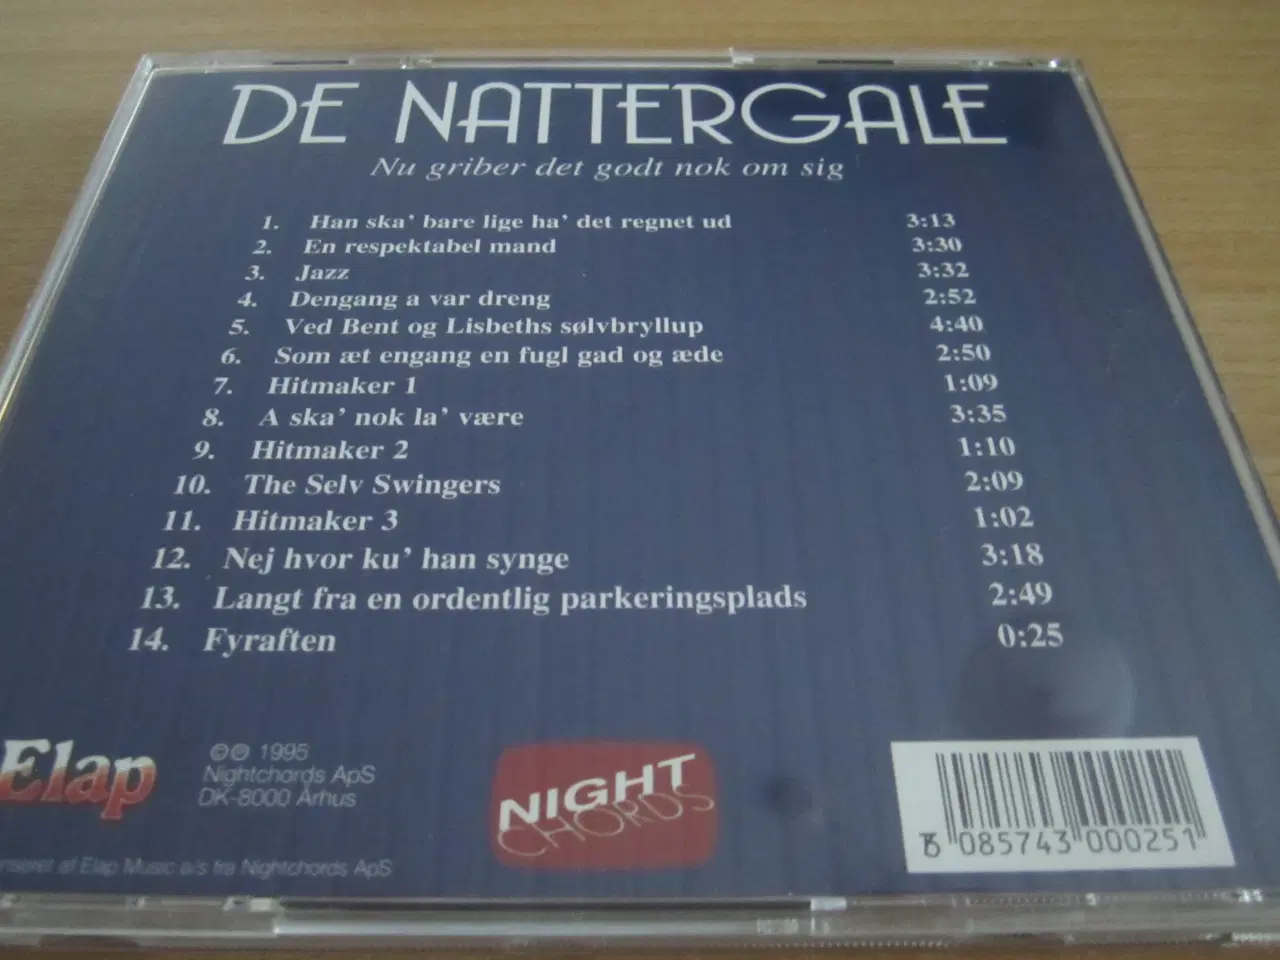 DE NATTERGALE
Nu griber det godt nok om sig
1. Han ska' bare lige ha' det regnet ud 3:13
2. En respektabel mand 3:30
3. Jazz 3:32
4. Dengang a var dreng 2:52
5. Ved Bent og Lisbeths sølvbryllup 4:40
6. Som æt engang en fugl gad og æde 2:50
7. Hitmaker 1 1:09
8. A ska' nok la' være 3:35
9. Hitmaker 2 1:10
10. The Selv Swingers 2:09
11. Hitmaker 3 1:02
12. Nej hvor ku' han synge 3:18
13. Langt fra en ordentlig parkeringsplads 2:49
14. Fyraften 0:25
Elap
©℗ 1995
Nightchords ApS
DK-8000 Århus
NIGHT
CHORDS
085743 000251
af Elap Music a/s fra Nightchords ApS